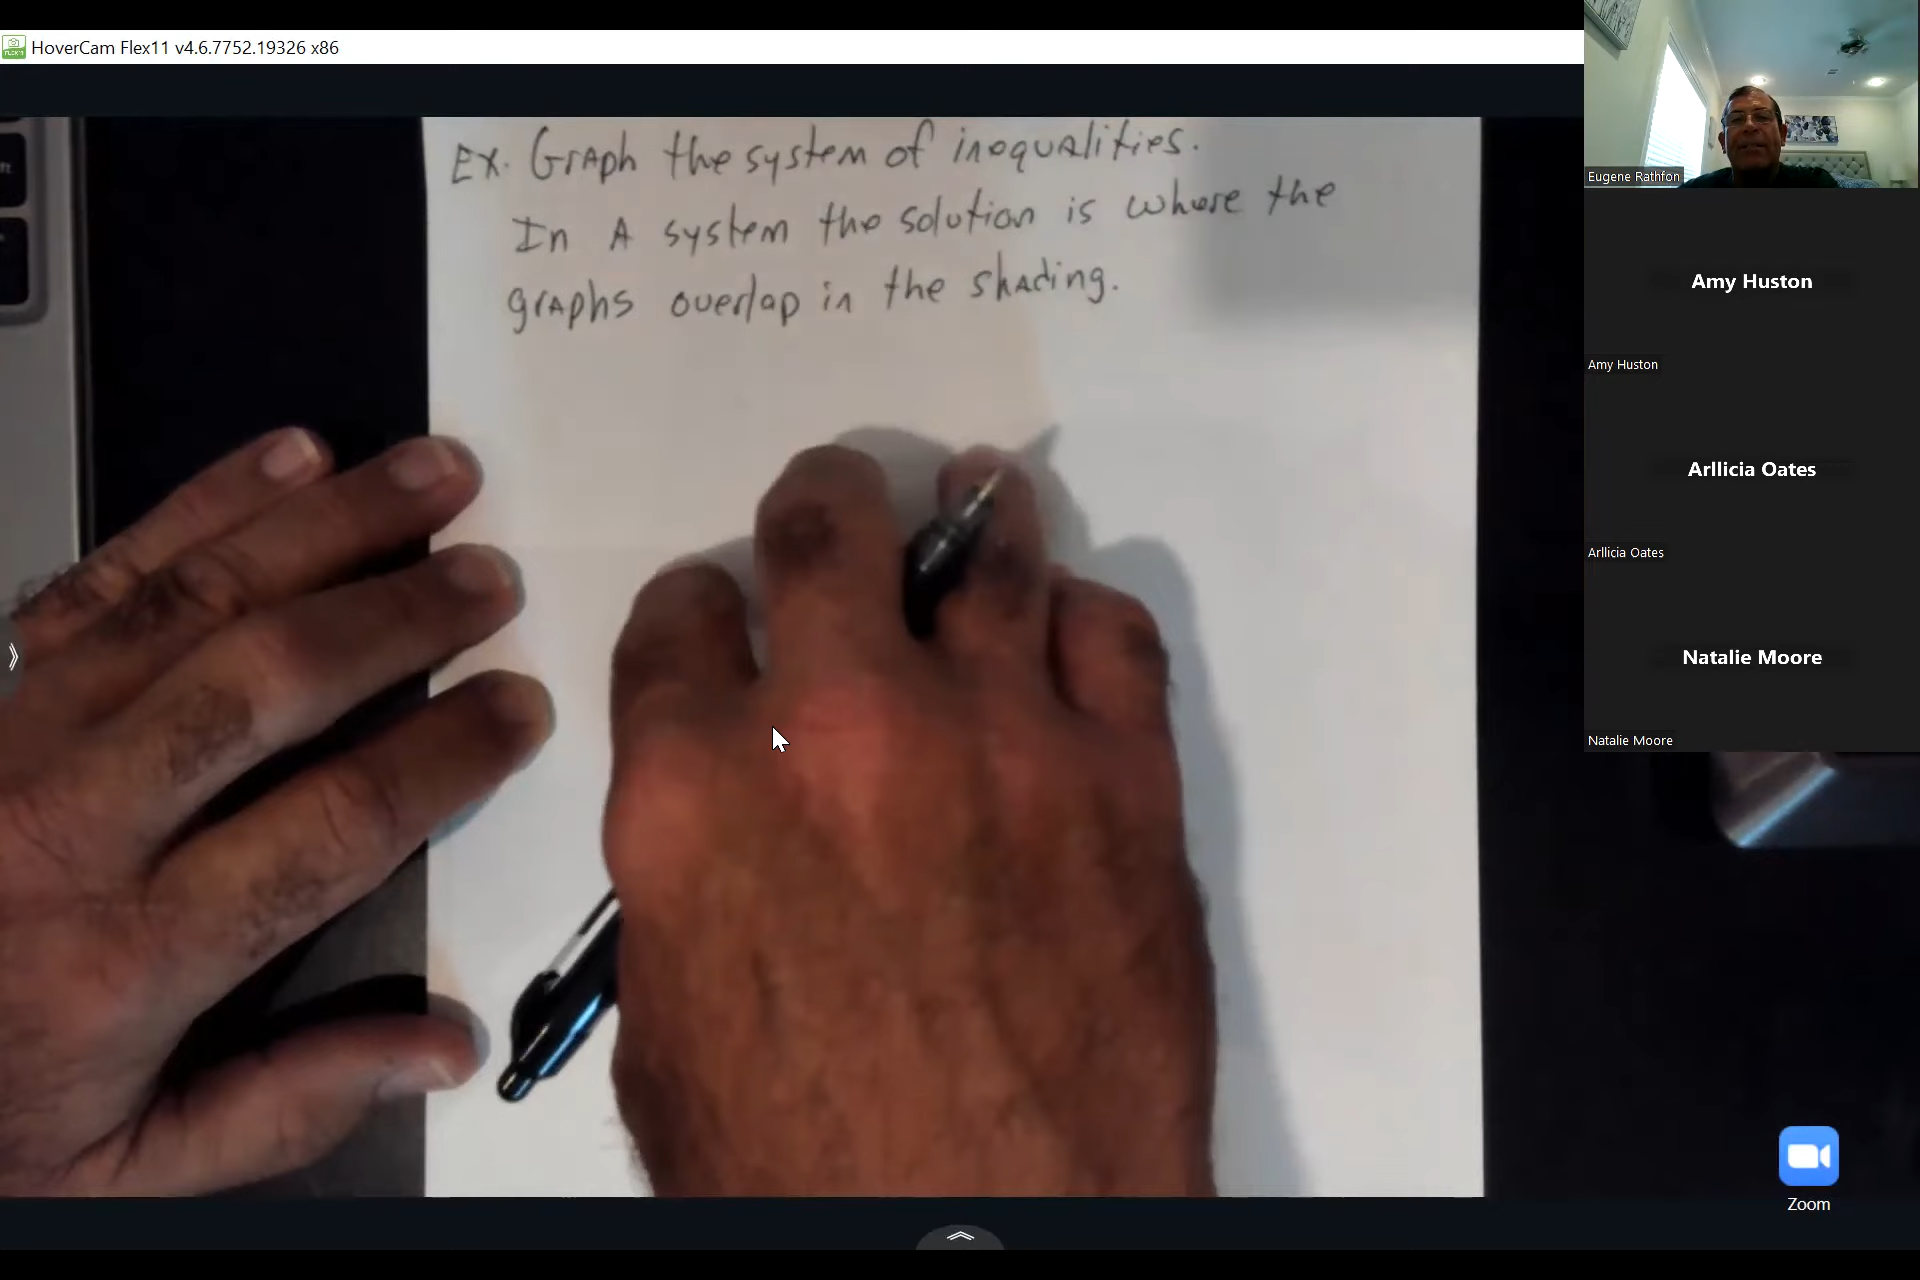 HoverCam Flex11 v4.6.7752.19326 x86
Ex. Graph the system of inequalities.
In A system the solution is where the
graphs overlap in the shading.
Eugene Rathfon
Amy Huston
Amy Huston
Arllicia Oates
Arllicia Oates
Natalie Moore
Natalie Moore
Zoom